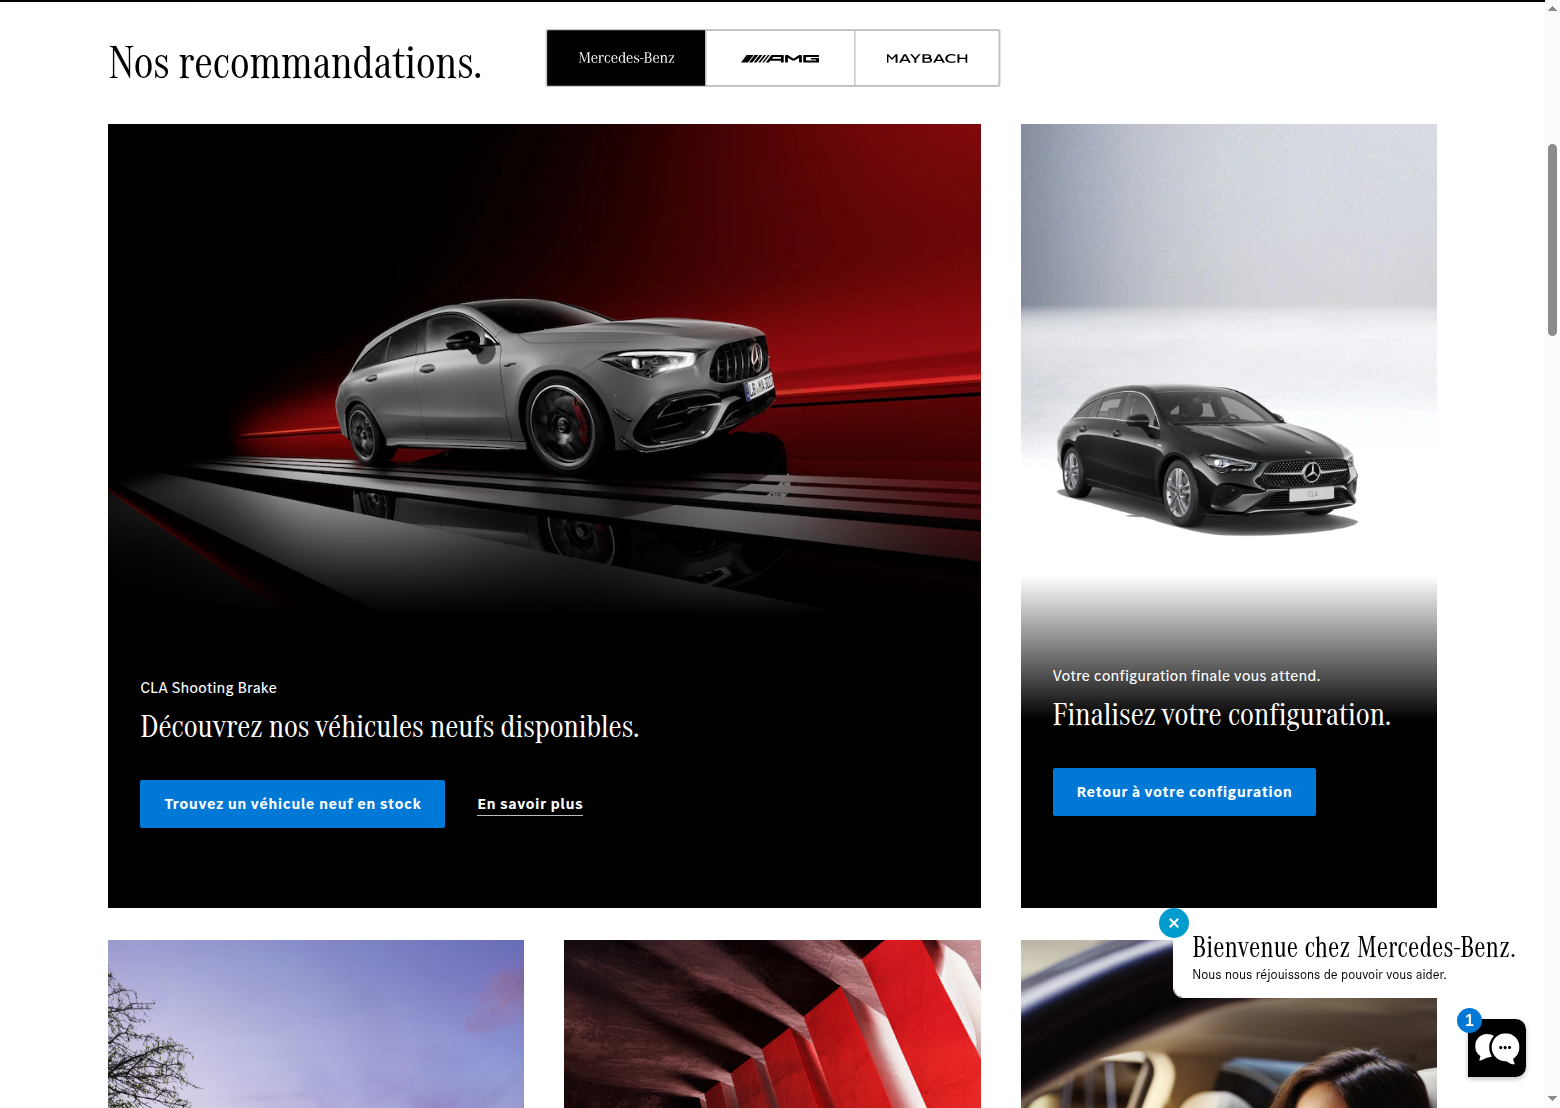 Nos recommandations.
Mercedes-Benz
AMG
MAYBACH
CLA Shooting Brake
Découvrez nos véhicules neufs disponibles.
Trouvez un véhicule neuf en stock
En savoir plus
CLA
Votre configuration finale vous attend.
Finalisez votre configuration.
Retour à votre configuration
Bienvenue chez Mercedes-Benz.
Nous nous réjouissons de pouvoir vous aider.
1